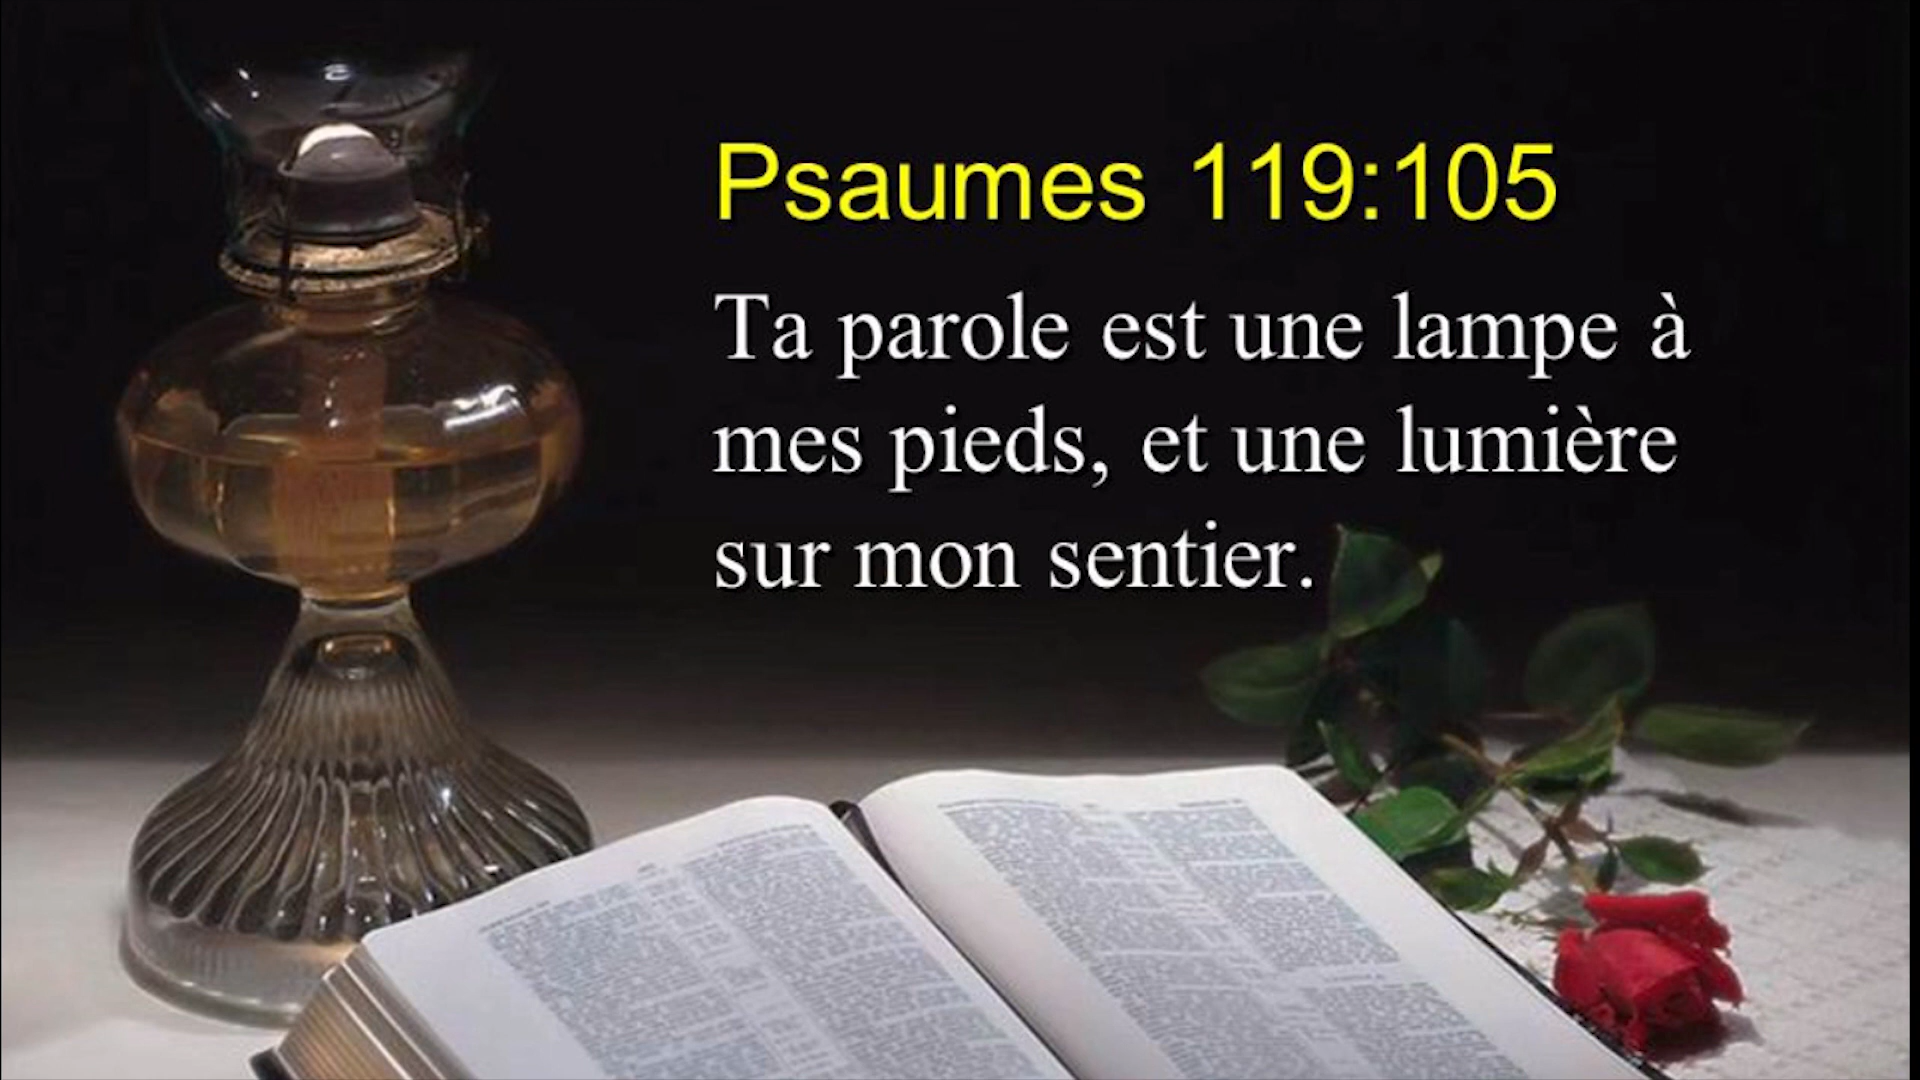 Psaumes 119:105
Ta parole est une lampe à
mes pieds, et une lumière
sur mon sentier.